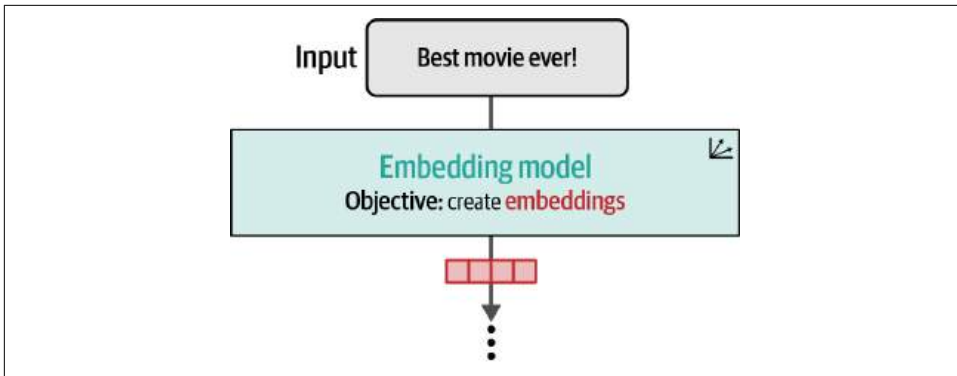 Input
Best movie ever!
Embedding model
Objective: create embeddings